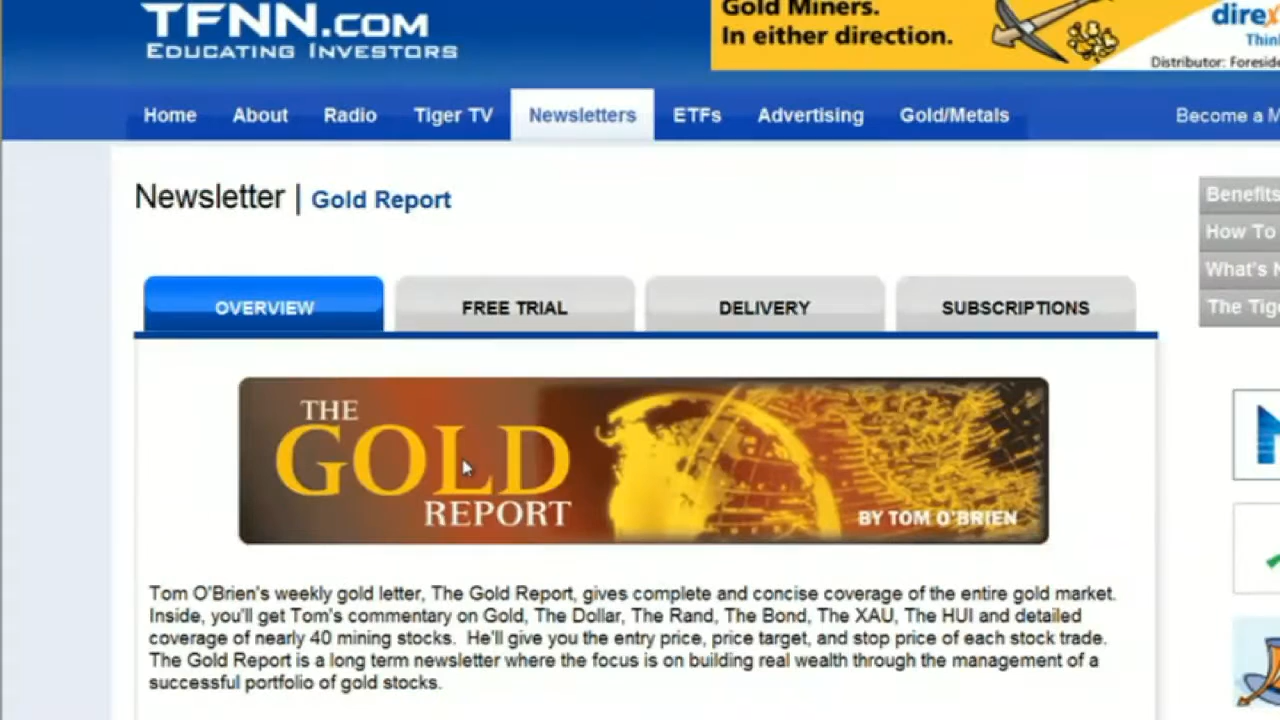 TFNN.COM
EDUCATING INVESTORS
Gold Miners.
In either direction.
Distributor:
Home About Radio Tiger TV Newsletters ETFs Advertising Gold/Metals Become a
Newsletter | Gold Report
Benefits
How To
What's
The
OVERVIEW FREE TRIAL DELIVERY SUBSCRIPTIONS
THE
GOLD
REPORT
BY TOM O'BRIEN
Tom O'Brien's weekly gold letter, The Gold Report, gives complete and concise coverage of the entire gold market.
Inside, you'll get Tom's commentary on Gold, The Dollar, The Rand, The Bond, The XAU, The HUI and detailed
coverage of nearly 40 mining stocks. He'll give you the entry price, price target, and stop price of each stock trade.
The Gold Report is a long term newsletter where the focus is on building real wealth through the management of a
successful portfolio of gold stocks.